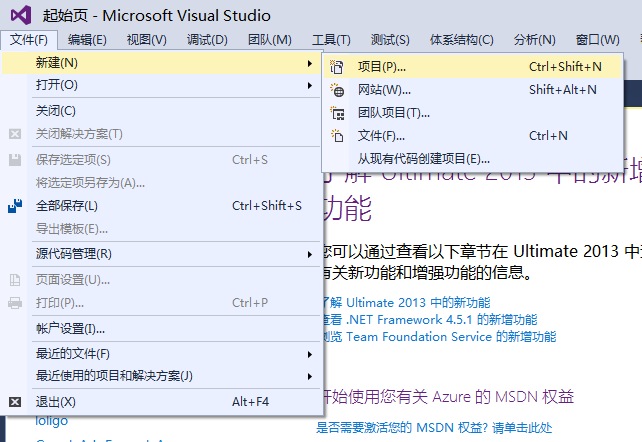 起始页 - Microsoft Visual Studio
文件(F) 编辑(E) 视图(V) 调试(D) 团队(M) 工具(T) 测试(S) 体系结构(C) 分析(N) 窗口(W)
新建(N)
项目(P)... Ctrl+Shift+N
打开(O)
网站(W)... Shift+Alt+N
关闭(C)
团队项目(T)...
关闭解决方案(T)
文件(F)... Ctrl+N
保存选定项(S) Ctrl+S
从现有代码创建项目(E)...
将选定项另存为(A)...
了解 Ultimate 2013 中的新增
功能
全部保存(L) Ctrl+Shift+S
导出模板(E)...
源代码管理(R)
您可以通过查看以下章节在 Ultimate 2013 中
有关新功能和增强功能的信息。
页面设置(U)...
打印(P)... Ctrl+P
了解 Ultimate 2013 中的新功能
查看 .NET Framework 4.5.1 的新增功能
浏览 Team Foundation Service 的新增功能
帐户设置(I)...
最近的文件(F)
最近使用的项目和解决方案(J)
开始使用您有关 Azure 的 MSDN 权益
退出(X) Alt+F4
是否需要激活您的 MSDN 权益? 请单击此处
loligo